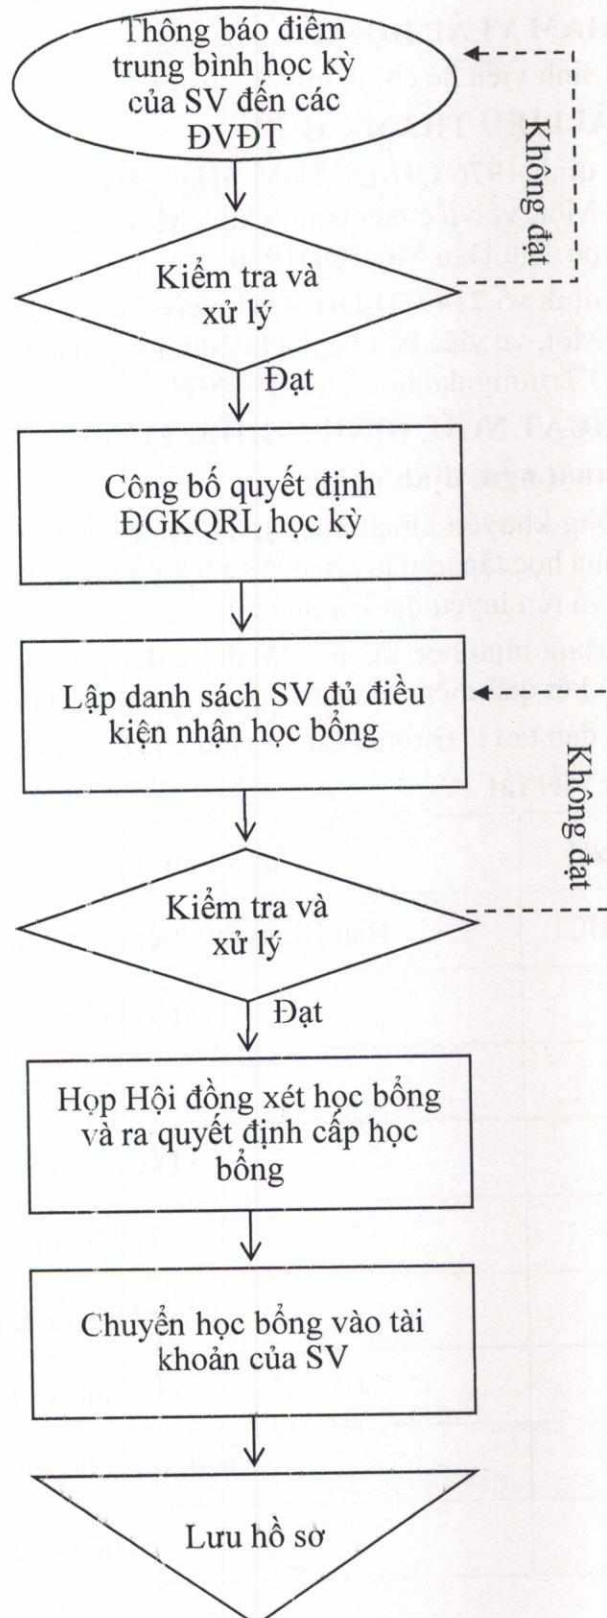 Thông báo điểm
trung bình học kỳ
của SV đến các
ĐVĐT
Không đạt
Kiểm tra và
xử lý
Đạt
Công bố quyết định
ĐGKQRL học kỳ
Lập danh sách SV đủ điều
kiện nhận học bổng
Không đạt
Kiểm tra và
xử lý
Đạt
Họp Hội đồng xét học bổng
và ra quyết định cấp học
bổng
Chuyển học bổng vào tài
khoản của SV
Lưu hồ sơ